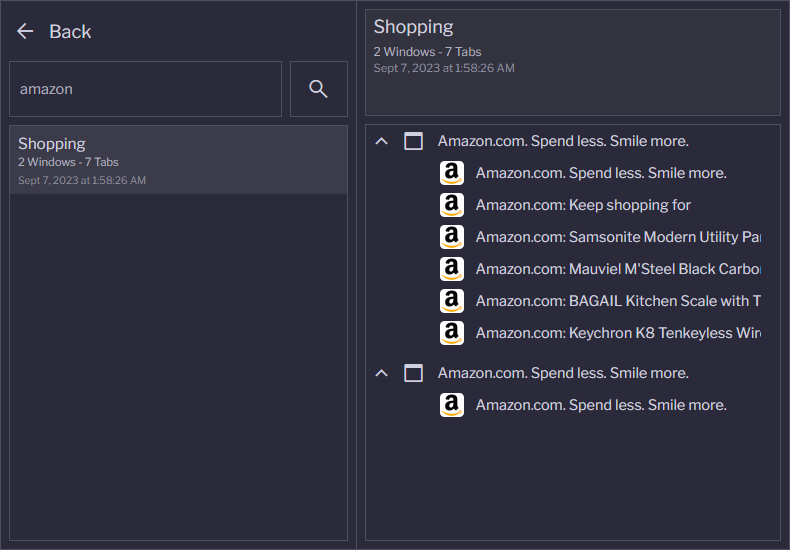 Back
amazon
Shopping
2 Windows - 7 Tabs
Sept 7, 2023 at 1:58:26 AM
Shopping
2 Windows - 7 Tabs
Sept 7, 2023 at 1:58:26 AM
Amazon.com. Spend less. Smile more.
Amazon.com. Spend less. Smile more.
Amazon.com: Keep shopping for
Amazon.com: Samsonite Modern Utility Pa
Amazon.com: Mauviel M'Steel Black Carbo
Amazon.com: BAGAIL Kitchen Scale with T
Amazon.com: Keychron K8 Tenkeyless Wir
Amazon.com. Spend less. Smile more.
Amazon.com. Spend less. Smile more.